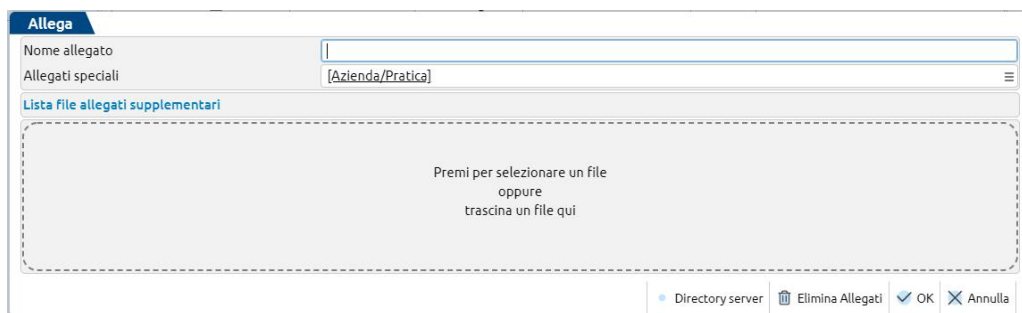 Allega
Nome allegato
Allegati speciali [Azienda/Pratica]
Lista file allegati supplementari
Premi per selezionare un file
oppure
trascina un file qui
Directory server Elimina Allegati OK Annulla